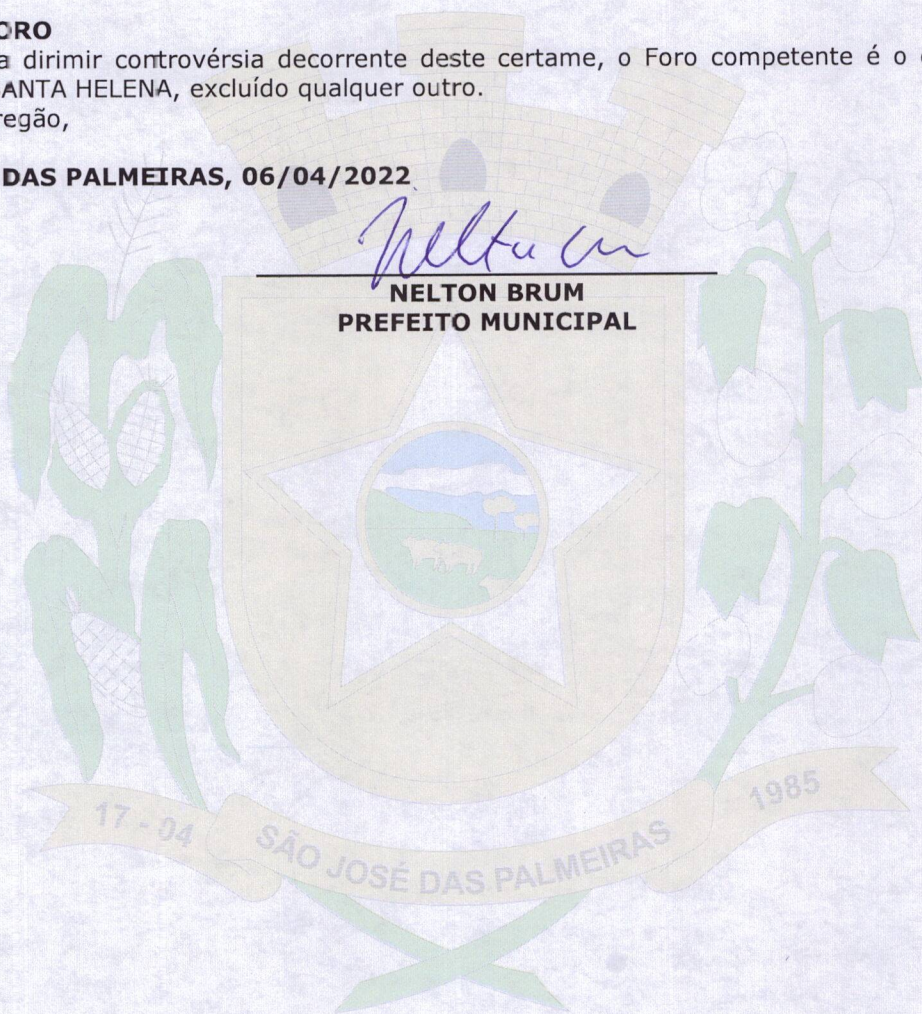 ORO
a dirimir controvérsia decorrente deste certame, o Foro competente é o
ANTA HELENA, excluído qualquer outro.
regão,
DAS PALMEIRAS, 06/04/2022
NELTON BRUM
PREFEITO MUNICIPAL
17 - 04
SÃO JOSÉ DAS PALMEIRAS
1985